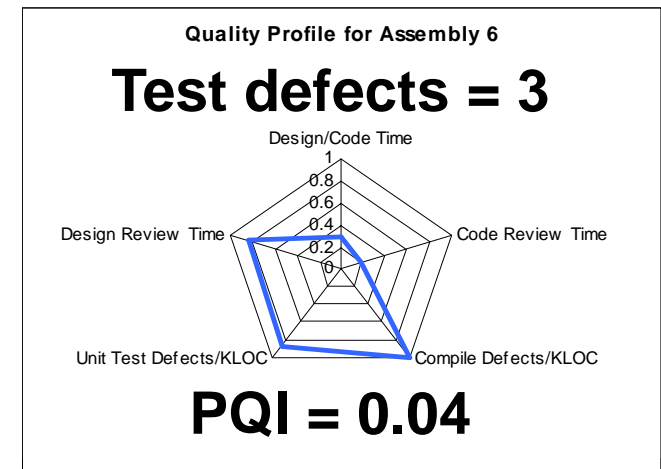 Quality Profile for Assembly 6
Test defects = 3
Design/Code Time
1
0.8
0.6
0.4
0.2
0
Design Review Time
Code Review Time
Unit Test Defects/KLOC
Compile Defects/KLOC
PQI = 0.04